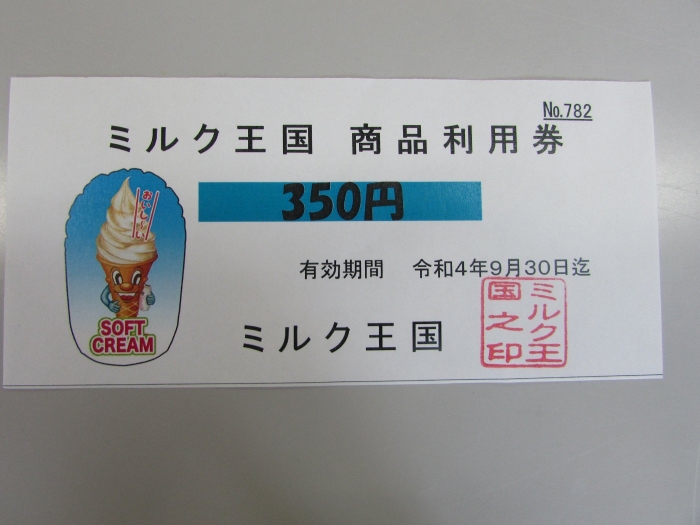 No.782
ミルク王国 商品利用券
350円
おいし～い
SOFT
CREAM
有効期間 令和4年9月30日迄
ミルク王国
ミルク王
国之印